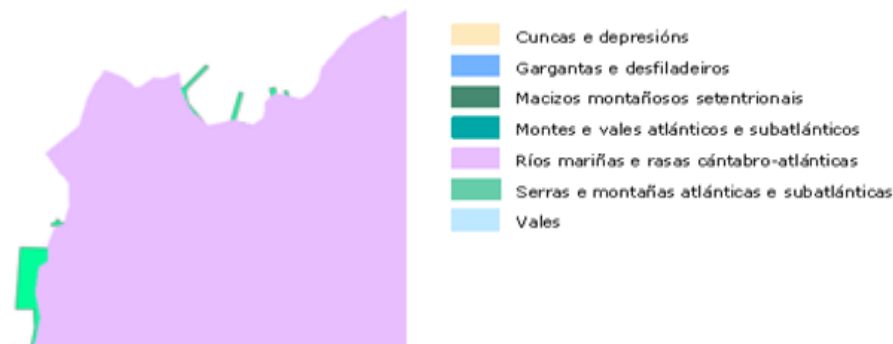 Cuncas e depresións
Gargantas e desfiladeiros
Macizos montañosos setentrionais
Montes e vales atlánticos e subatlánticos
Ríos mariñas e rasas cántabro-atlánticas
Serras e montañas atlánticas e subatlánticas
Vales